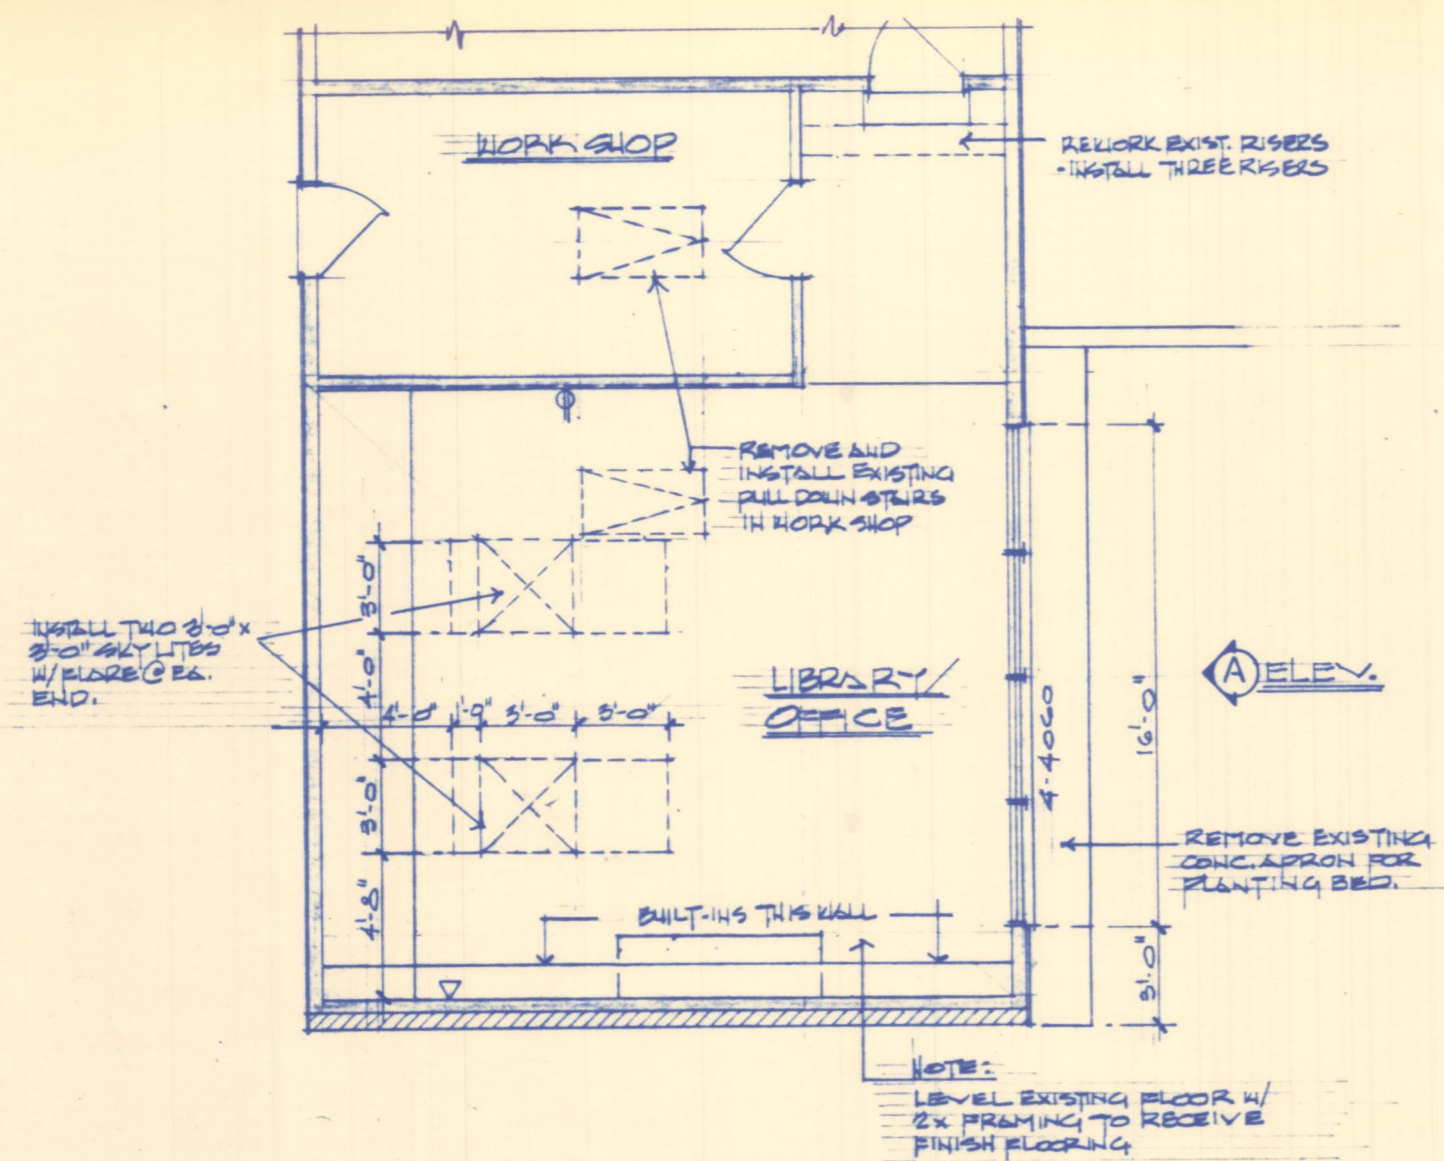 WORK SHOP
REWORK EXIST. RISERS
-INSTALL THREE RISERS
REMOVE AND
INSTALL EXISTING
PULL DOWN STAIRS
IN WORK SHOP
INSTALL TWO 3'-0" x
3'-0" SKYLITES
W/FLARE @ EA.
END.
3'-0"
4'-0"
3'-0"
4'-8"
4'-0"
1'-9"
3'-0"
3'-0"
LIBRARY/
OFFICE
4-4060
16'-0"
3'-0"
A ELEV.
REMOVE EXISTING
CONC. APRON FOR
PLANTING BED.
BUILT-INS THIS WALL
NOTE:
LEVEL EXISTING FLOOR W/
2x FRAMING TO RECEIVE
FINISH FLOORING